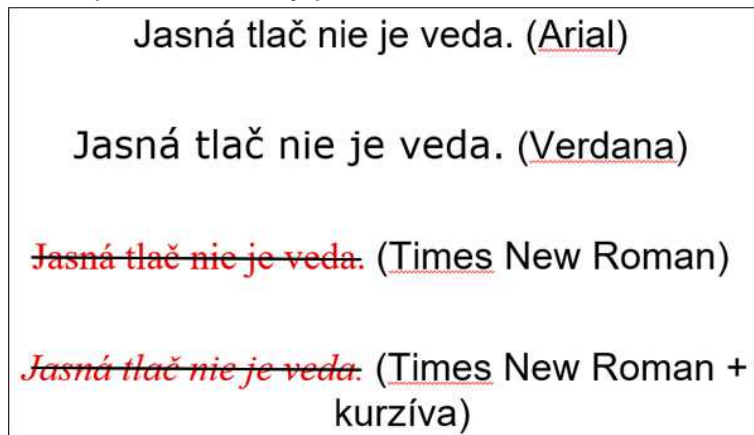 Jasná tlač nie je veda. (Arial)
Jasná tlač nie je veda. (Verdana)
Jasná tlač nie je veda. (Times New Roman)
Jasná tlač nie je veda. (Times New Roman +
kurzíva)